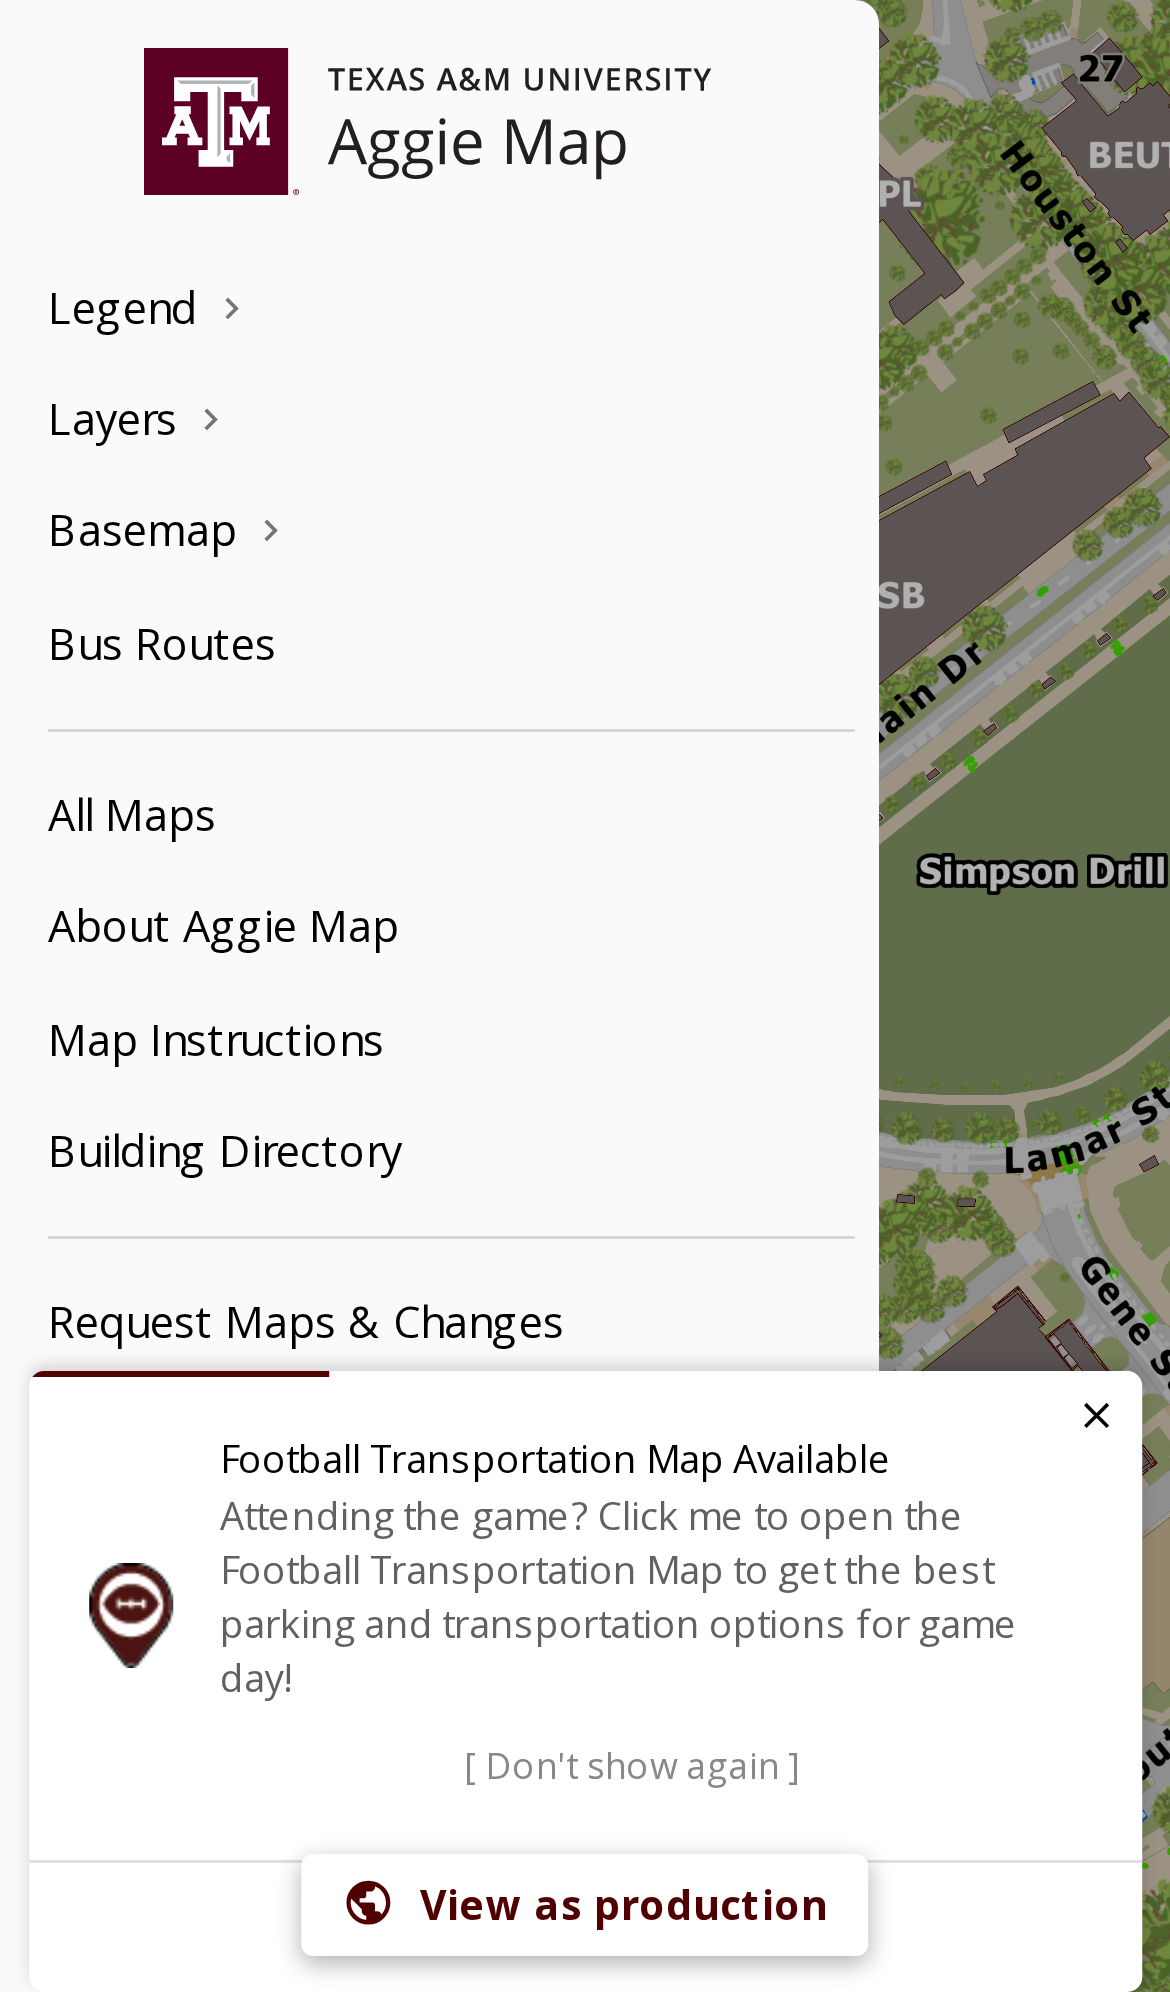 TEXAS A&M UNIVERSITY
Aggie Map
Legend
Layers
Basemap
Bus Routes
All Maps
About Aggie Map
Map Instructions
Building Directory
Request Maps & Changes
27
BEUT
PL
Houston St
SB
ain Dr
Simpson Drill
Lamar St
Gene S
Football Transportation Map Available
Attending the game? Click me to open the
Football Transportation Map to get the best
parking and transportation options for game
day!
[ Don't show again ]
View as production